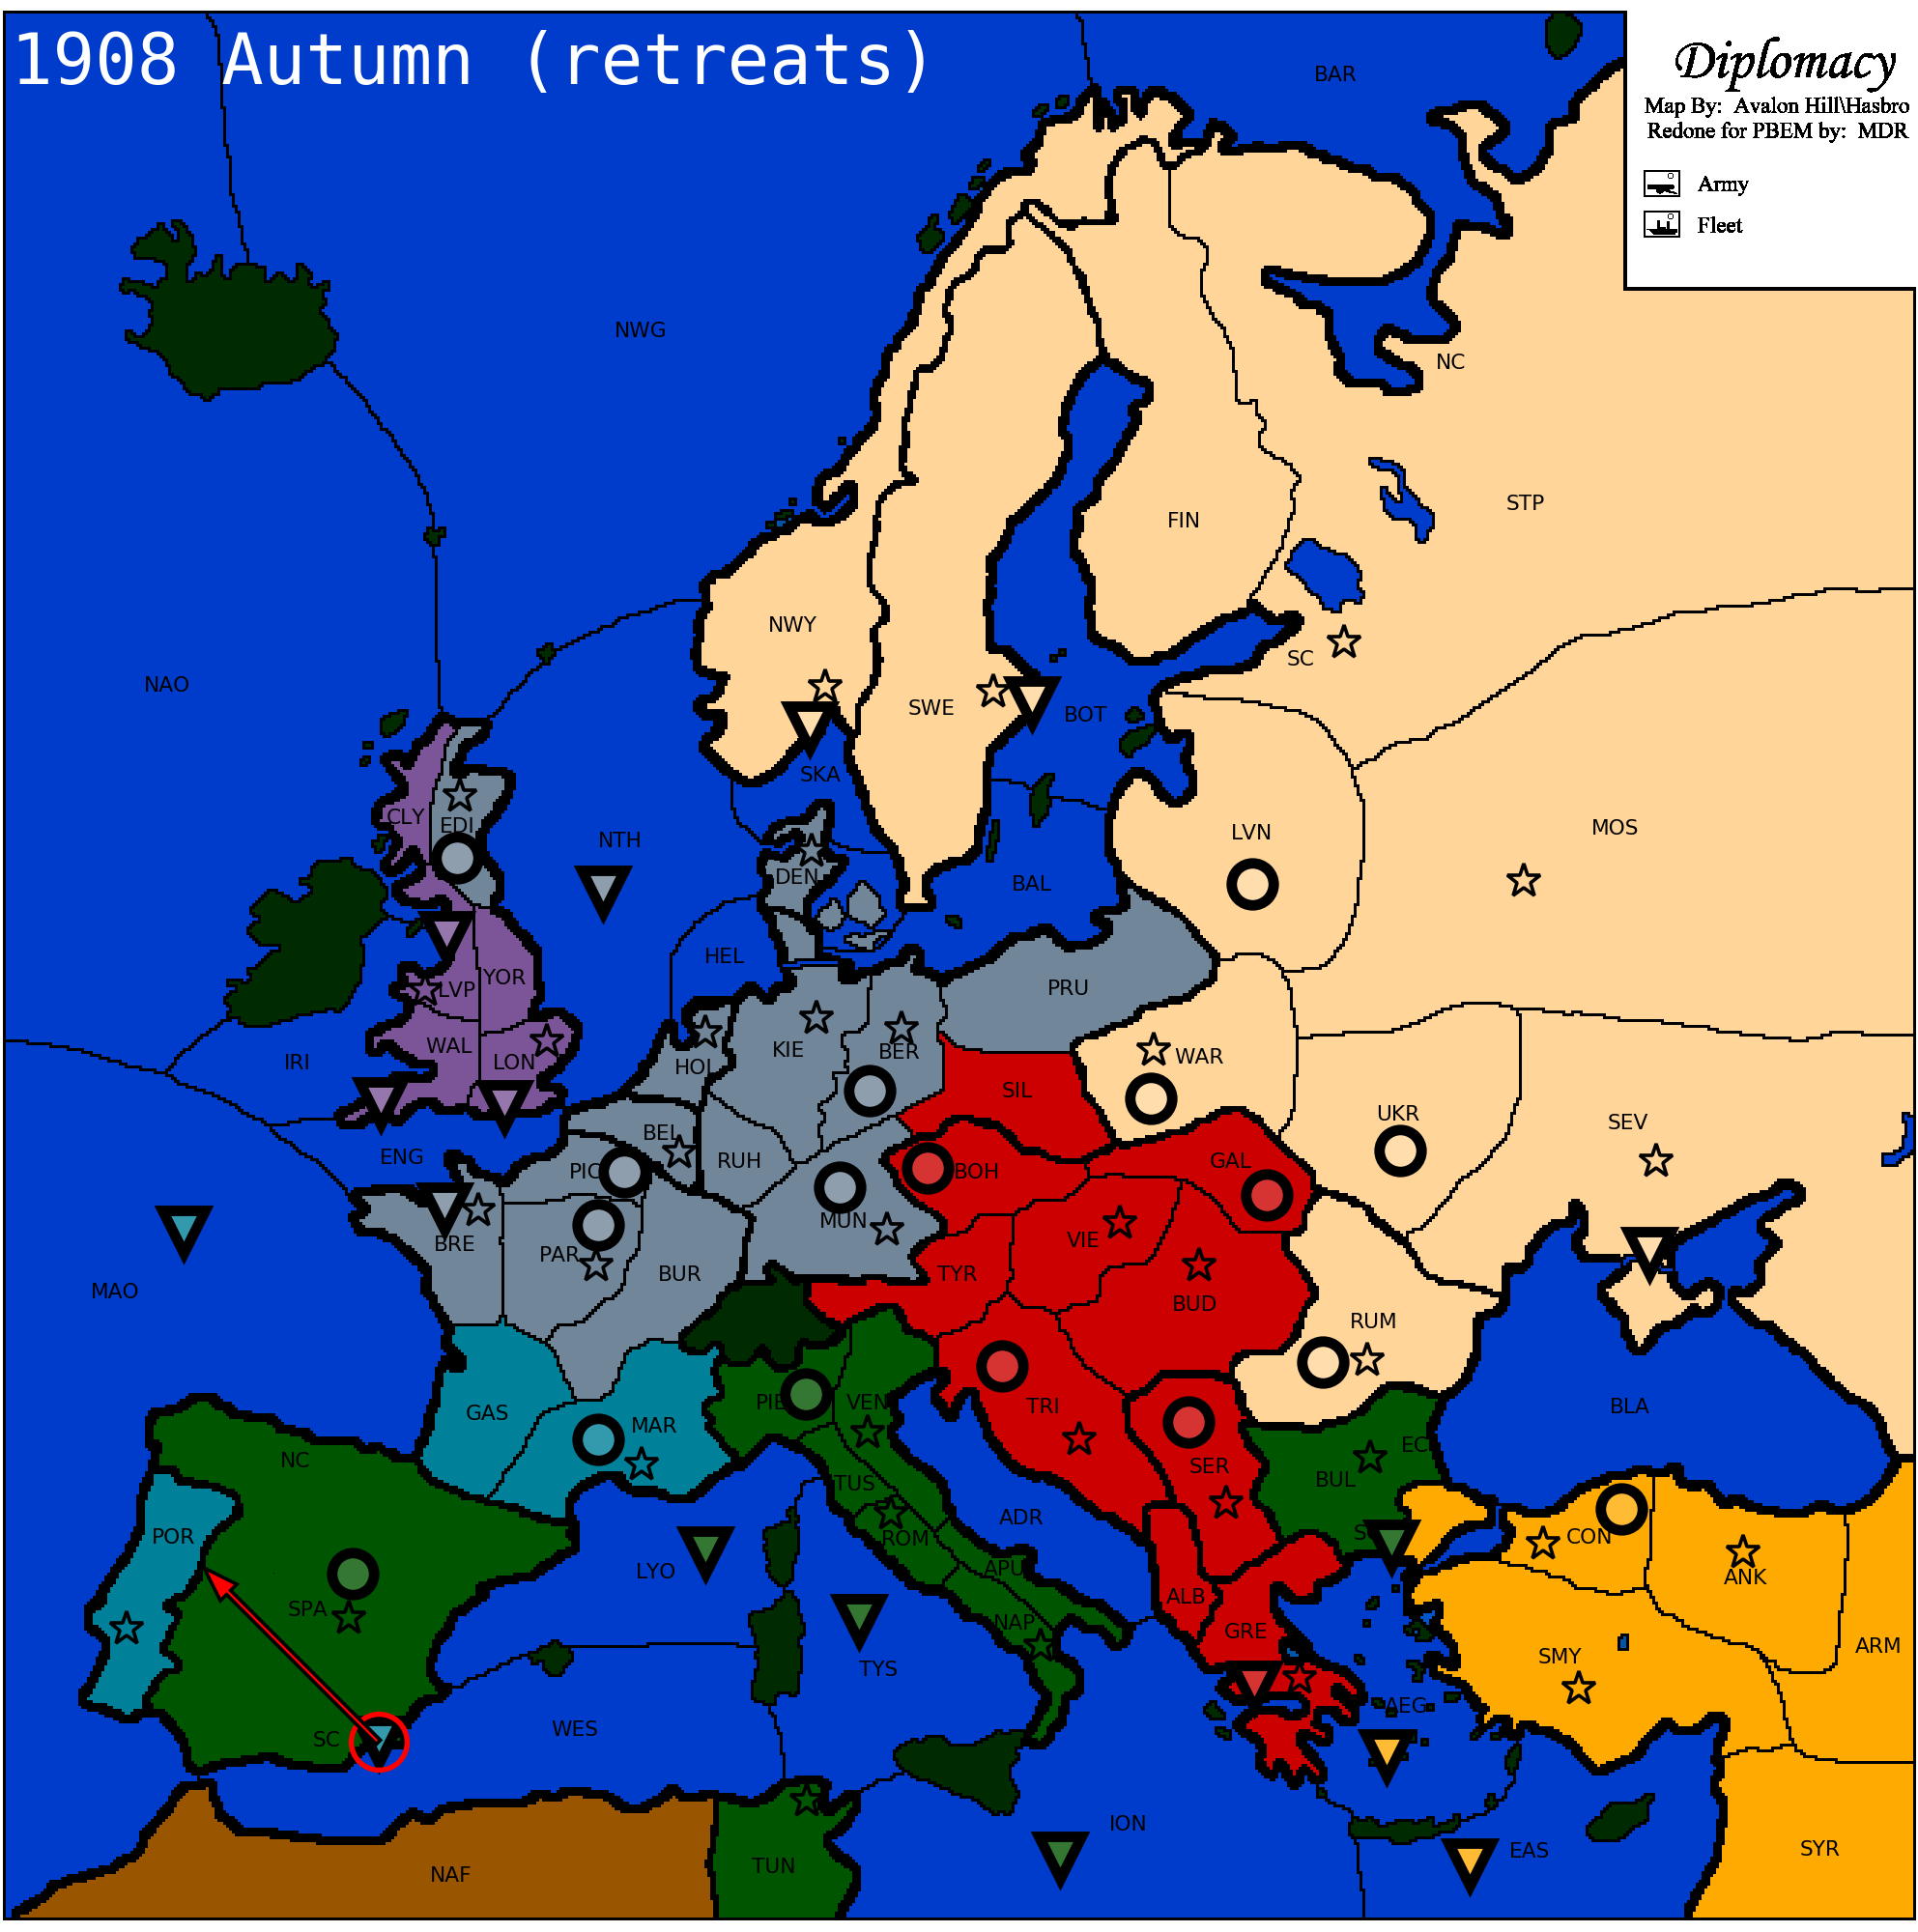 1908 Autumn (retreats)
Diplomacy
Map By: Avalon Hill\Hasbro
Redone for PBEM by: MDR
Army
Fleet
BAR
NWG
NC
STP
FIN
NAO
NWY
SWE
SC
BOT
SKA
CLY
EDI
NTH
DEN
LVN
MOS
BAL
HEL
YOR
LVP
PRU
WAL
LON
IRI
HOL
KIE
BER
WAR
SIL
UKR
SEV
ENG
BEL
PIC
RUH
BOH
GAL
MUN
BRE
PAR
BUR
VIE
TYR
MAO
BUD
RUM
PIE
VEN
TRI
BLA
GAS
MAR
NC
EC
SER
BUL
TUS
POR
ADR
ROM
CON
LYO
APU
ANK
SPA
ALB
NAP
GRE
SMY
ARM
TYS
AEG
SC
WES
ION
EAS
SYR
TUN
NAF